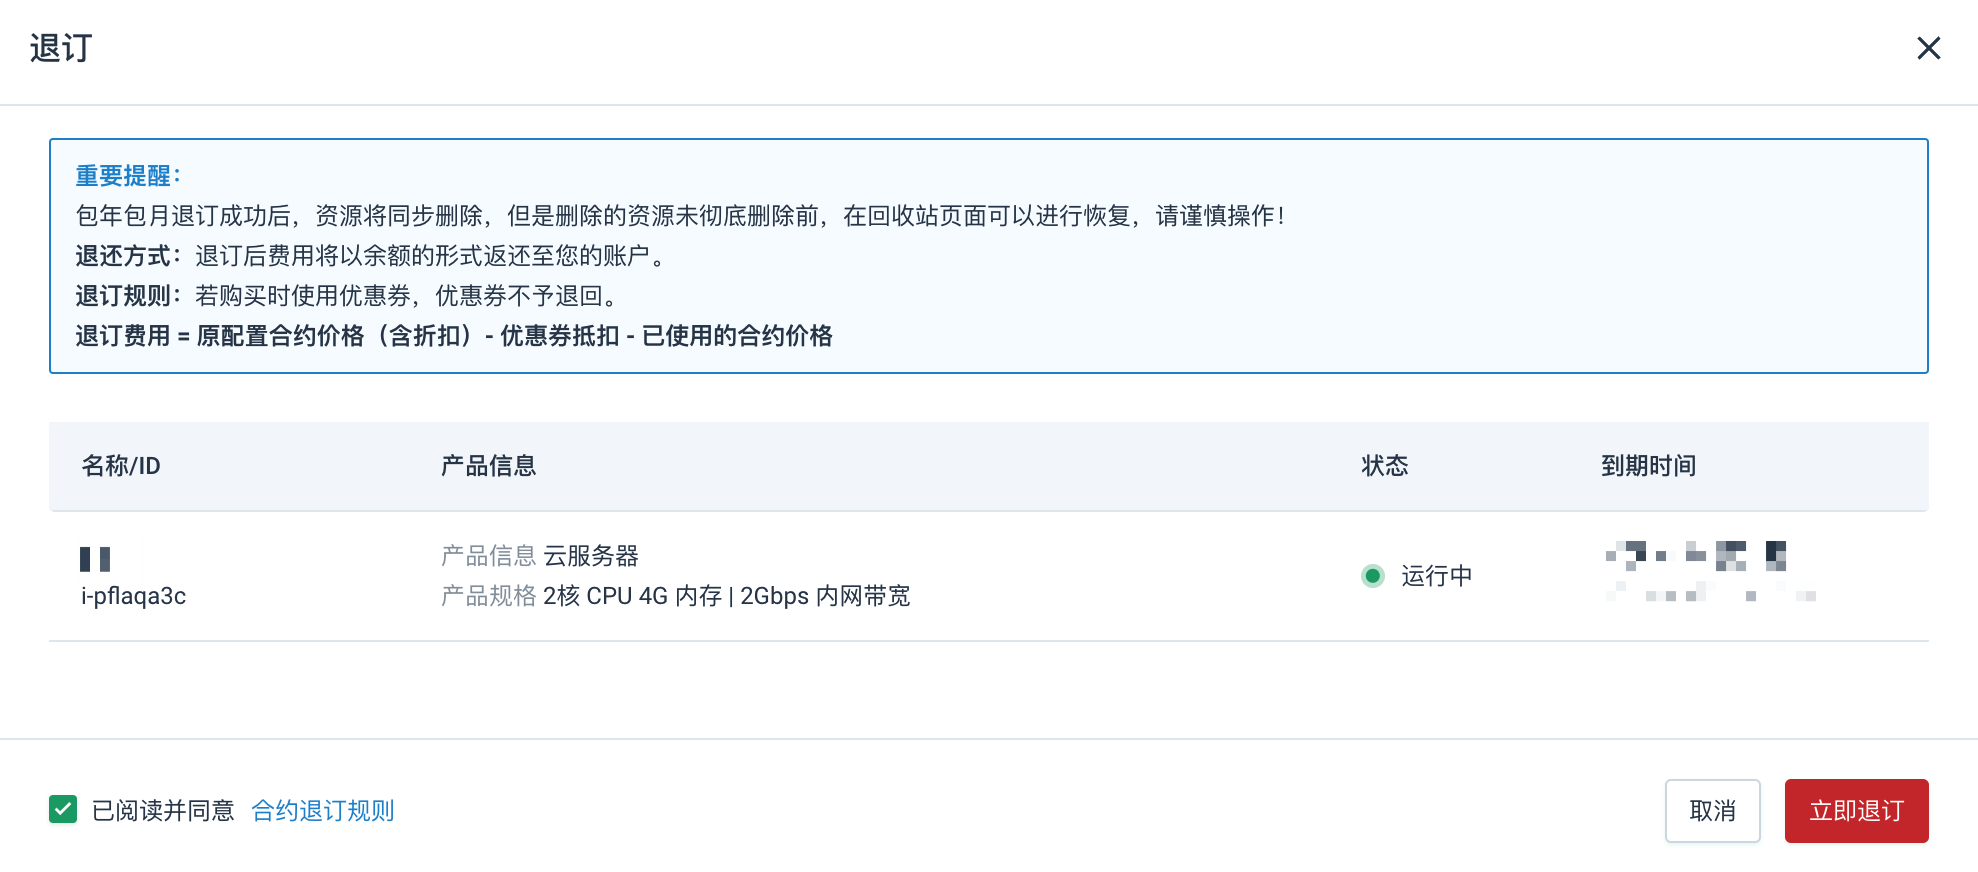 退订
重要提醒：
包年包月退订成功后，资源将同步删除，但是删除的资源未彻底删除前，在回收站页面可以进行恢复，请谨慎操作！
退还方式：退订后费用将以余额的形式返还至您的账户。
退订规则：若购买时使用优惠券，优惠券不予退回。
退订费用 = 原配置合约价格（含折扣）- 优惠券抵扣 - 已使用的合约价格
名称/ID 产品信息 状态 到期时间
产品信息 云服务器
i-pflaqa3c 产品规格 2核 CPU 4G 内存 | 2Gbps 内网带宽
运行中
已阅读并同意 合约退订规则
取消 立即退订